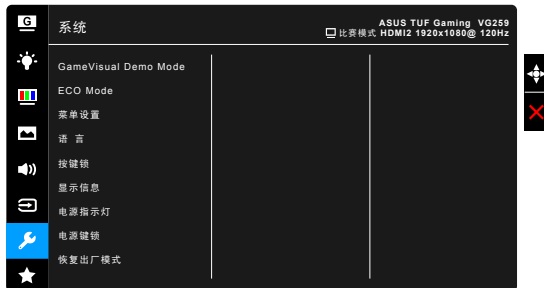 G
系统
ASUS TUF Gaming VG259
比赛模式 HDMI2 1920x1080@ 120Hz
GameVisual Demo Mode
ECO Mode
菜单设置
语 言
按键锁
显示信息
电源指示灯
电源键锁
恢复出厂模式